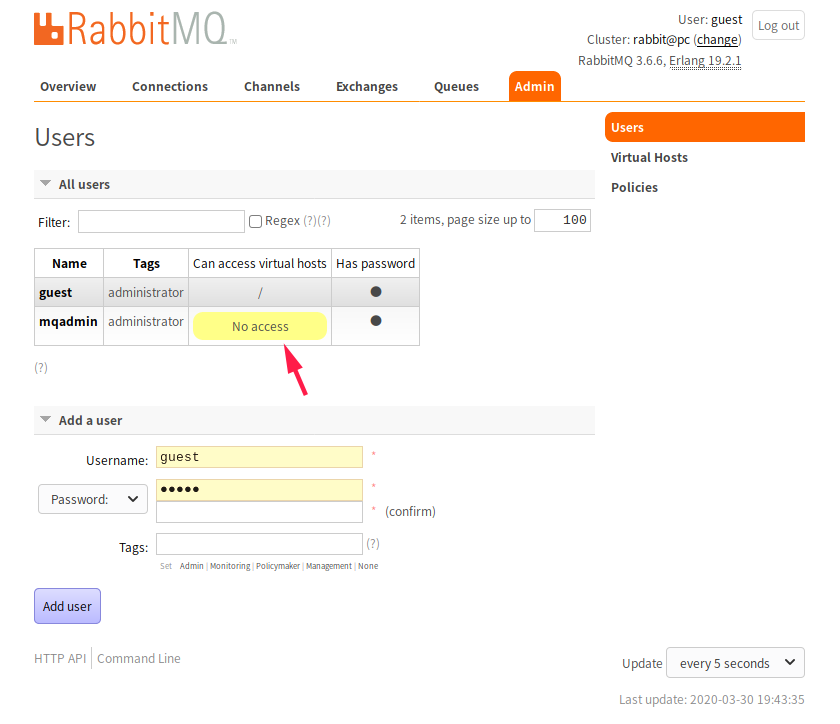 RabbitMQ™
User: guest
Log out
Cluster: rabbit@pc (change)
RabbitMQ 3.6.6, Erlang 19.2.1
Overview Connections Channels Exchanges Queues Admin
Users
Virtual Hosts
Policies
Users
All users
Filter: Regex (?)(?) 2 items, page size up to 100
Name Tags Can access virtual hosts Has password
guest administrator / ●
mqadmin administrator No access ●
(?)
Add a user
Username: guest *
Password: ●●●●● *
* (confirm)
Tags: (?)
Set Admin | Monitoring | Policymaker | Management | None
Add user
HTTP API Command Line
Update every 5 seconds
Last update: 2020-03-30 19:43:35